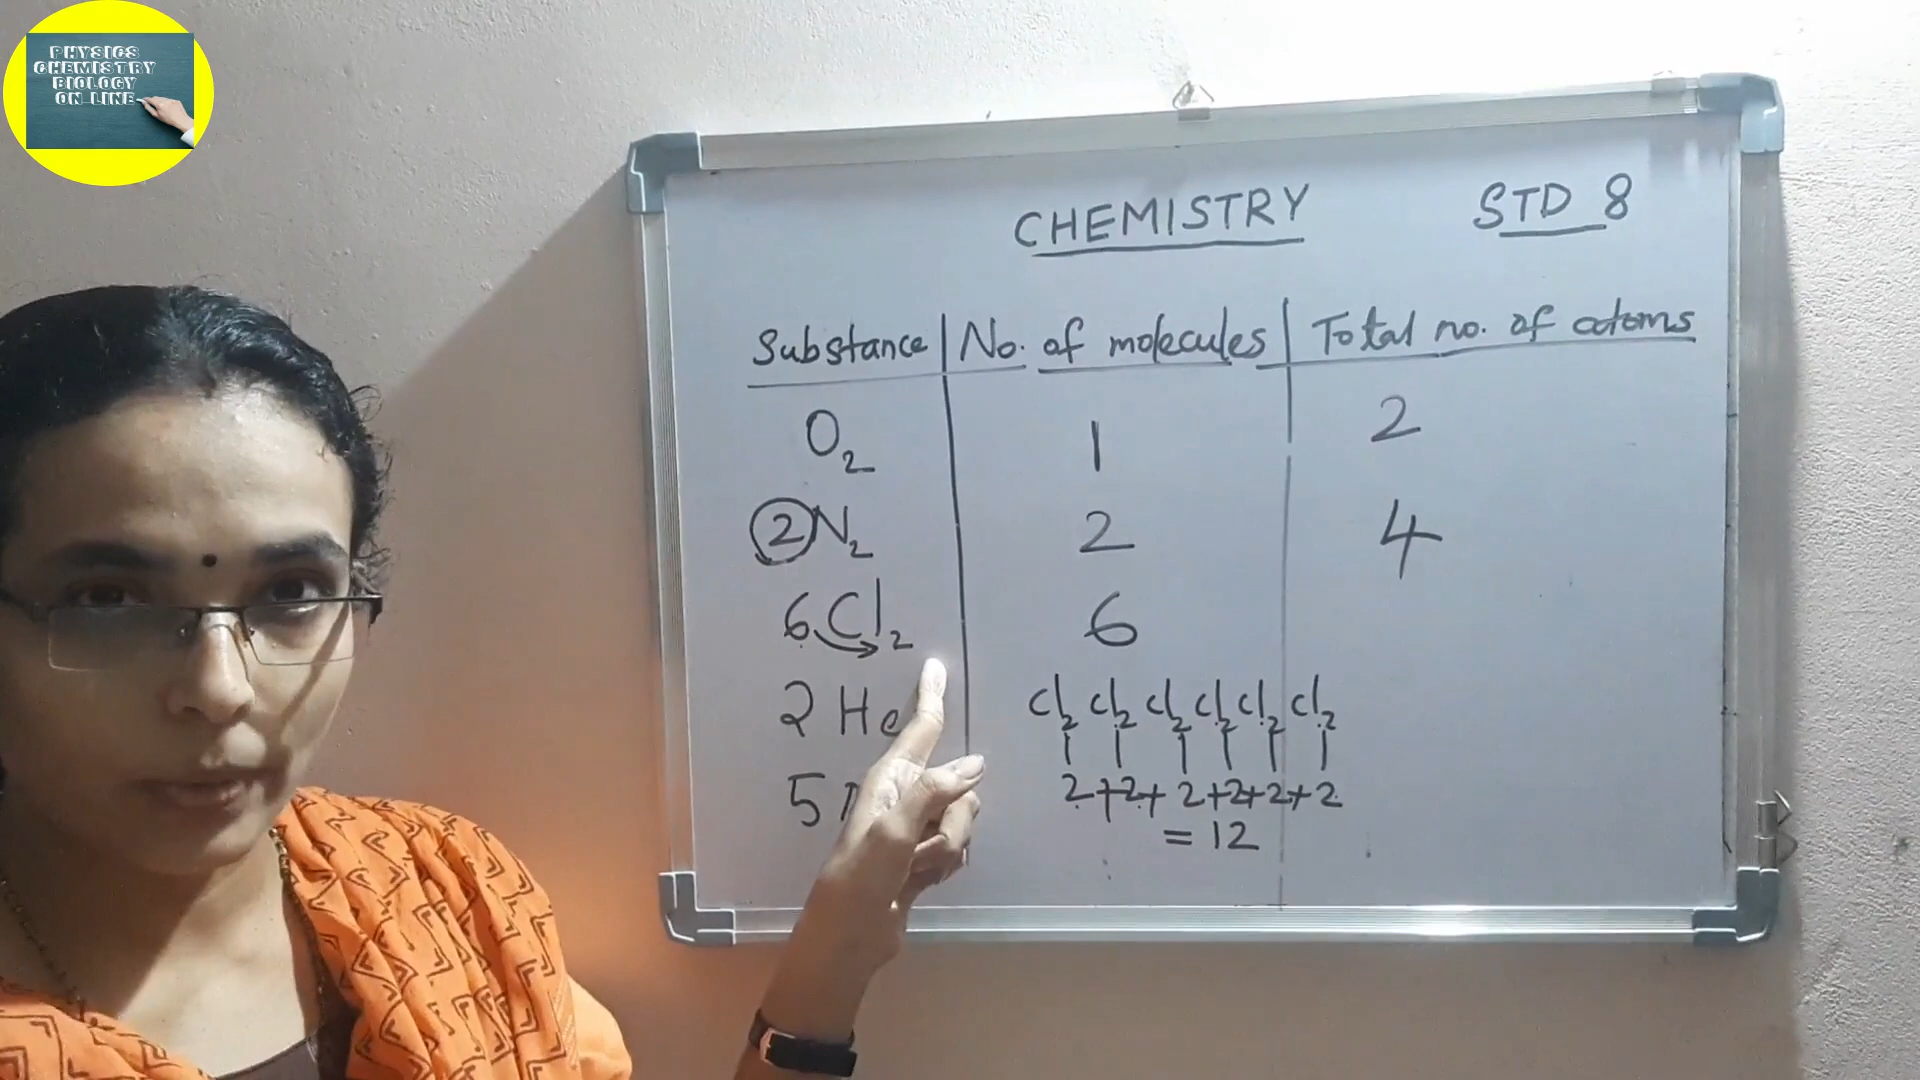 PHYSICS
CHEMISTRY
BIOLOGY
ON LINE
CHEMISTRY STD 8
Substance No. of molecules Total no. of atoms
O₂ 1 2
2N₂ 2 4
6Cl₂ 6
2 He
Cl₂ Cl₂ Cl₂ Cl₂ Cl₂ Cl₂
5
2+2+2+2+2+2
= 12